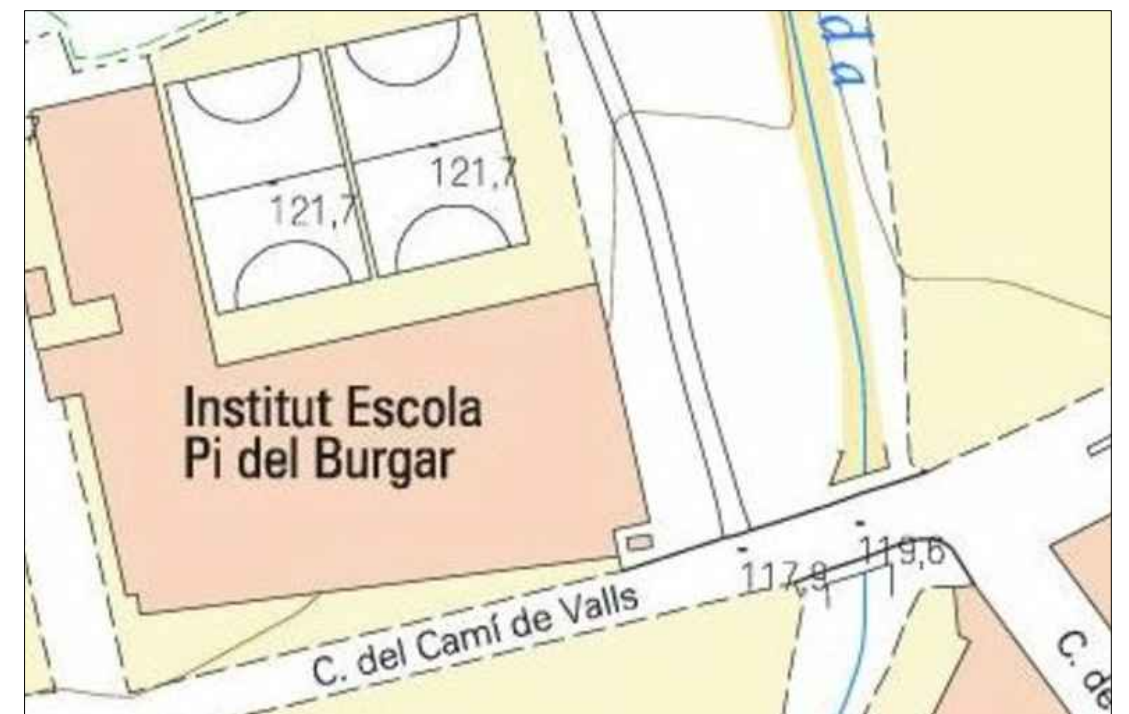 da
121,7
121,7
Institut Escola
Pi del Burgar
119,6
117,9
C. del Camí de Valls
C. de